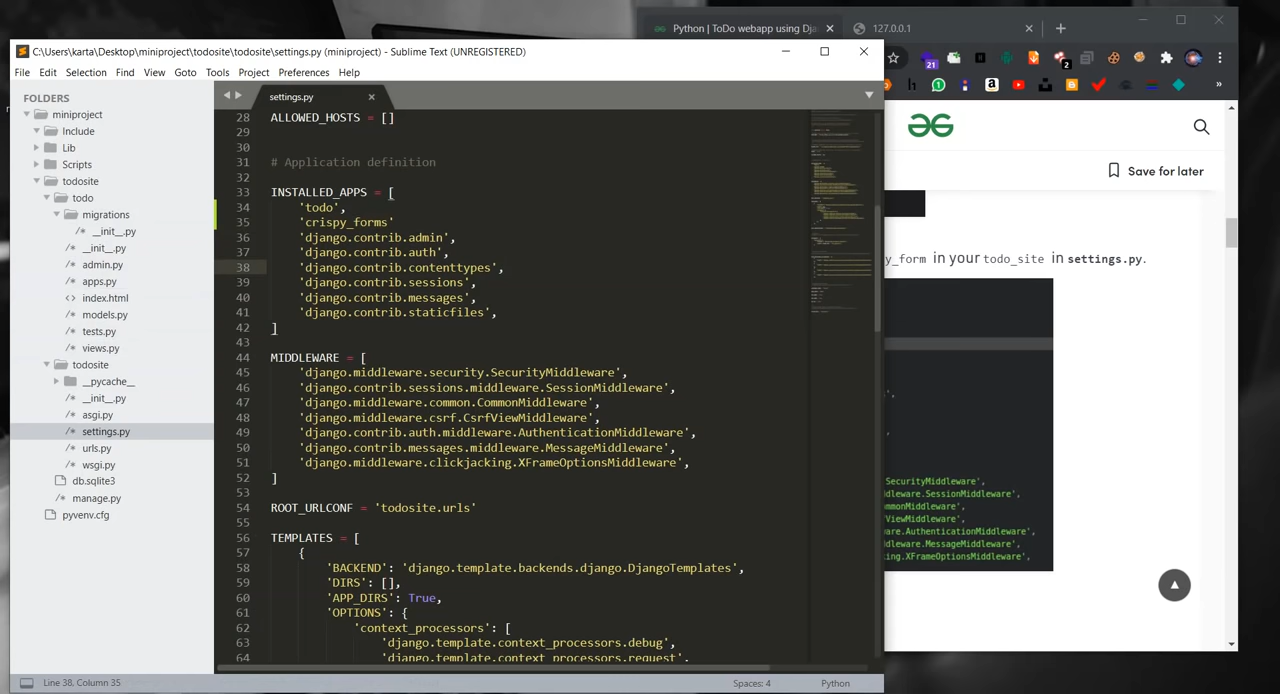 Python | ToDo webapp using Dja
127.0.0.1
C:\Users\karta\Desktop\miniproject\todosite\todosite\settings.py (miniproject) - Sublime Text (UNREGISTERED)
File Edit Selection Find View Goto Tools Project Preferences Help
21
2
FOLDERS
miniproject
Include
Lib
Scripts
todosite
todo
migrations
/* __init__.py
/* __init__.py
/* admin.py
/* apps.py
<> index.html
/* models.py
/* tests.py
/* views.py
todosite
__pycache__
/* __init__.py
/* asgi.py
/* settings.py
/* urls.py
/* wsgi.py
db.sqlite3
/* manage.py
pyvenv.cfg
settings.py
28 ALLOWED_HOSTS = []
29
30
31 # Application definition
32
33 INSTALLED_APPS = [
34 'todo',
35 'crispy_forms'
36 'django.contrib.admin',
37 'django.contrib.auth',
38 'django.contrib.contenttypes',
39 'django.contrib.sessions',
40 'django.contrib.messages',
41 'django.contrib.staticfiles',
42 ]
43
44 MIDDLEWARE = [
45 'django.middleware.security.SecurityMiddleware',
46 'django.contrib.sessions.middleware.SessionMiddleware',
47 'django.middleware.common.CommonMiddleware',
48 'django.middleware.csrf.CsrfViewMiddleware',
49 'django.contrib.auth.middleware.AuthenticationMiddleware',
50 'django.contrib.messages.middleware.MessageMiddleware',
51 'django.middleware.clickjacking.XFrameOptionsMiddleware',
52 ]
53
54 ROOT_URLCONF = 'todosite.urls'
55
56 TEMPLATES = [
57 {
58 'BACKEND': 'django.template.backends.django.DjangoTemplates',
59 'DIRS': [],
60 'APP_DIRS': True,
61 'OPTIONS': {
62 'context_processors': [
63 'django.template.context_processors.debug',
64 'django.template.context_processors.request',
Line 38, Column 35
Spaces: 4
Python
Save for later
y_form in your todo_site in settings.py.
SecurityMiddleware',
dleware.SessionMiddleware',
mmonMiddleware',
ViewMiddleware',
are.AuthenticationMiddleware',
dleware.MessageMiddleware',
XFrameOptionsMiddleware',